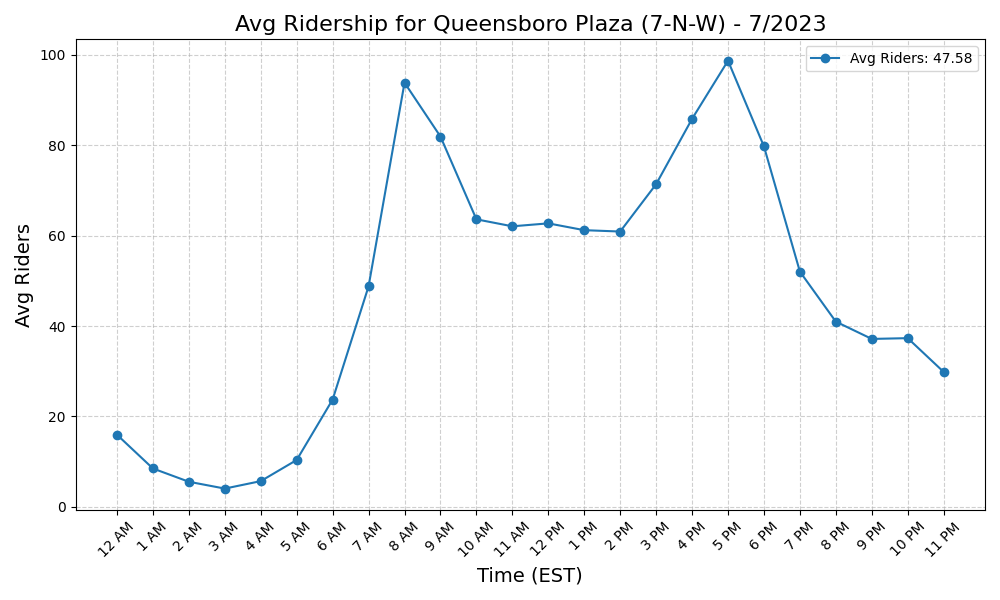 Avg Ridership for Queensboro Plaza (7-N-W) - 7/2023
Avg Riders: 47.58
Avg Riders
100
80
60
40
20
0
12 AM
1 AM
2 AM
3 AM
4 AM
5 AM
6 AM
7 AM
8 AM
9 AM
10 AM
11 AM
12 PM
1 PM
2 PM
3 PM
4 PM
5 PM
6 PM
7 PM
8 PM
9 PM
10 PM
11 PM
Time (EST)